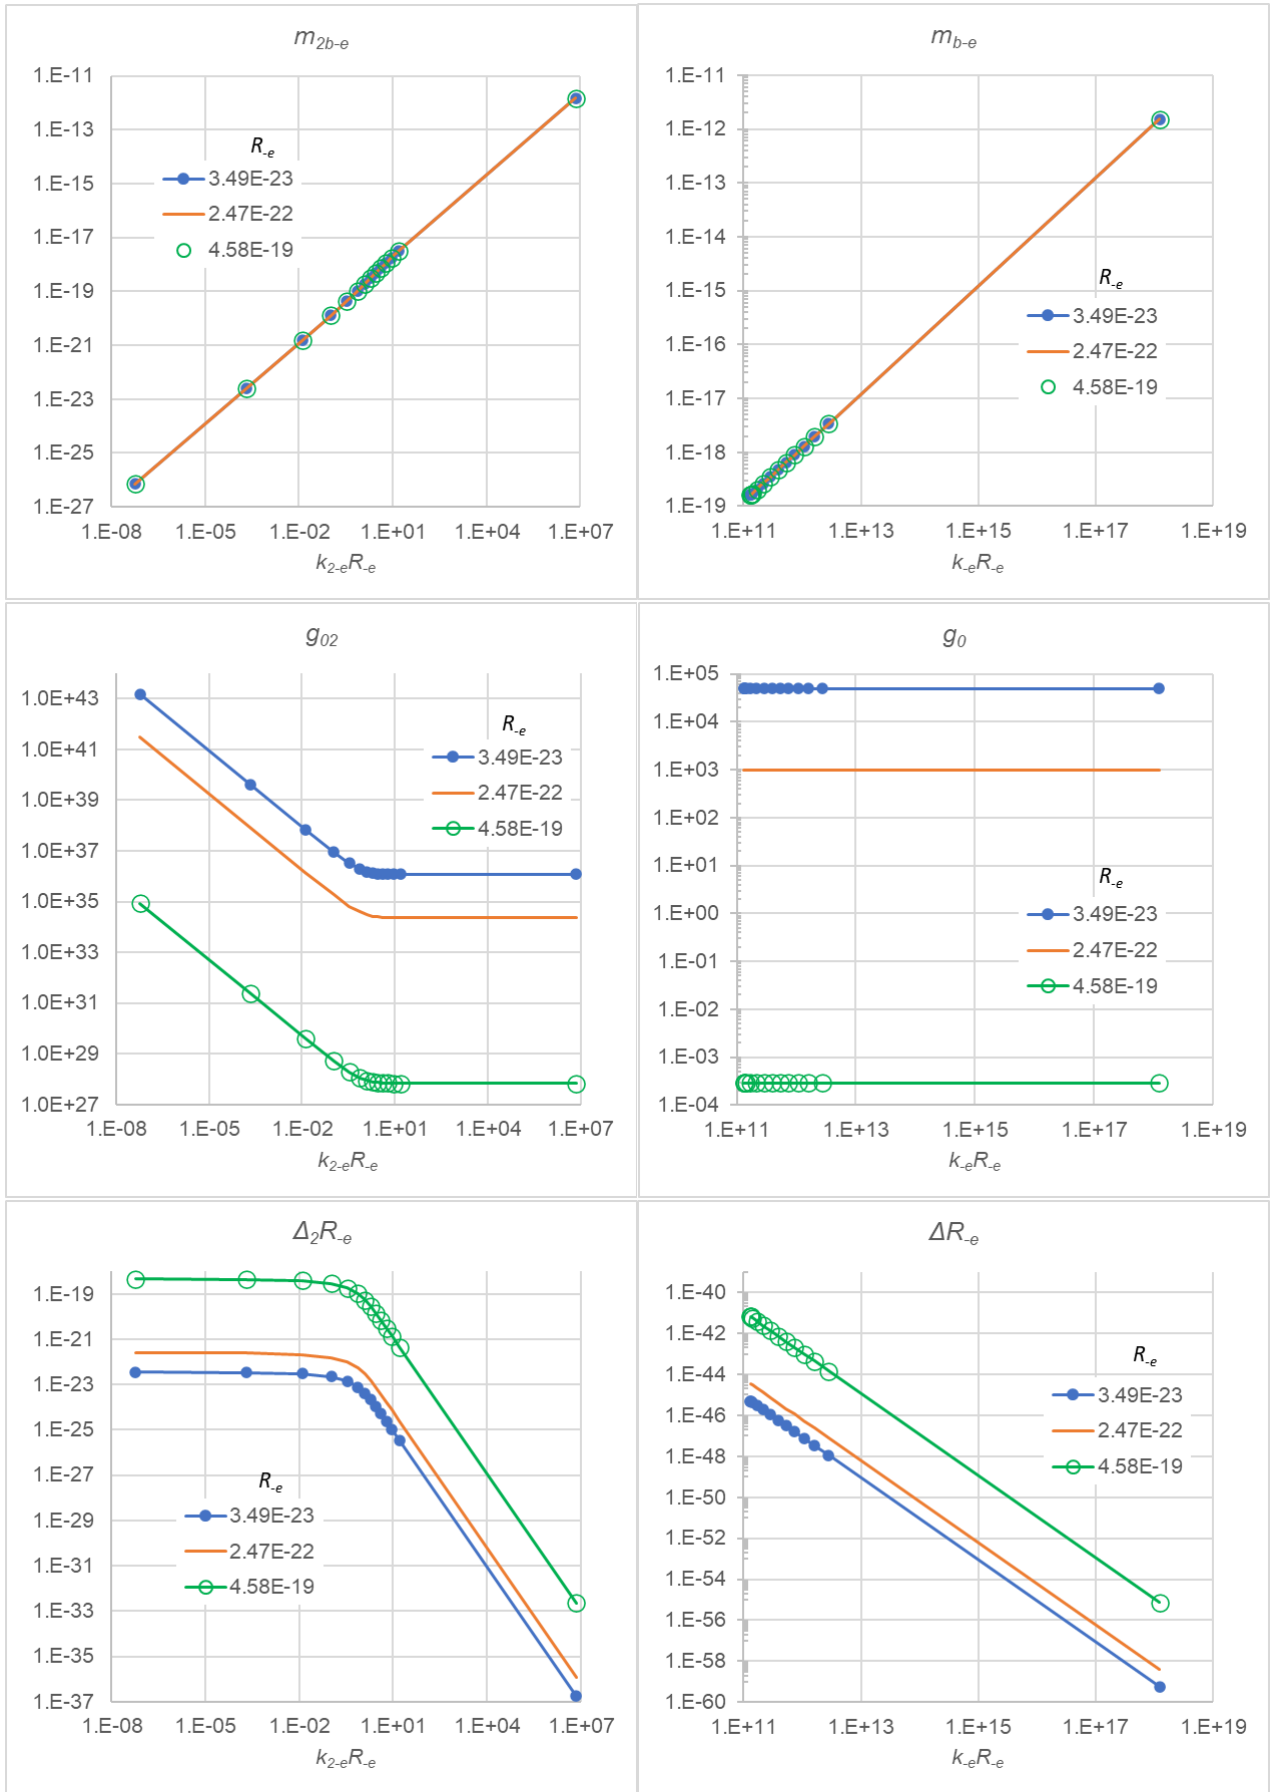 m2b-e
1.E-11
1.E-13
1.E-15
1.E-17
1.E-19
1.E-21
1.E-23
1.E-25
1.E-27
R-e
3.49E-23
2.47E-22
4.58E-19
1.E-08 1.E-05 1.E-02 1.E+01 1.E+04 1.E+07
k2-eR-e
mb-e
1.E-11
1.E-12
1.E-13
1.E-14
1.E-15
1.E-16
1.E-17
1.E-18
1.E-19
R-e
3.49E-23
2.47E-22
4.58E-19
1.E+11 1.E+13 1.E+15 1.E+17 1.E+19
k-eR-e
g02
1.0E+43
1.0E+41
1.0E+39
1.0E+37
1.0E+35
1.0E+33
1.0E+31
1.0E+29
1.0E+27
R-e
3.49E-23
2.47E-22
4.58E-19
1.E-08 1.E-05 1.E-02 1.E+01 1.E+04 1.E+07
k2-eR-e
g0
1.E+05
1.E+04
1.E+03
1.E+02
1.E+01
1.E+00
1.E-01
1.E-02
1.E-03
1.E-04
R-e
3.49E-23
2.47E-22
4.58E-19
1.E+11 1.E+13 1.E+15 1.E+17 1.E+19
k-eR-e
Δ2R-e
1.E-19
1.E-21
1.E-23
1.E-25
1.E-27
1.E-29
1.E-31
1.E-33
1.E-35
1.E-37
R-e
3.49E-23
2.47E-22
4.58E-19
1.E-08 1.E-05 1.E-02 1.E+01 1.E+04 1.E+07
k2-eR-e
ΔR-e
1.E-40
1.E-42
1.E-44
1.E-46
1.E-48
1.E-50
1.E-52
1.E-54
1.E-56
1.E-58
1.E-60
R-e
3.49E-23
2.47E-22
4.58E-19
1.E+11 1.E+13 1.E+15 1.E+17 1.E+19
k-eR-e